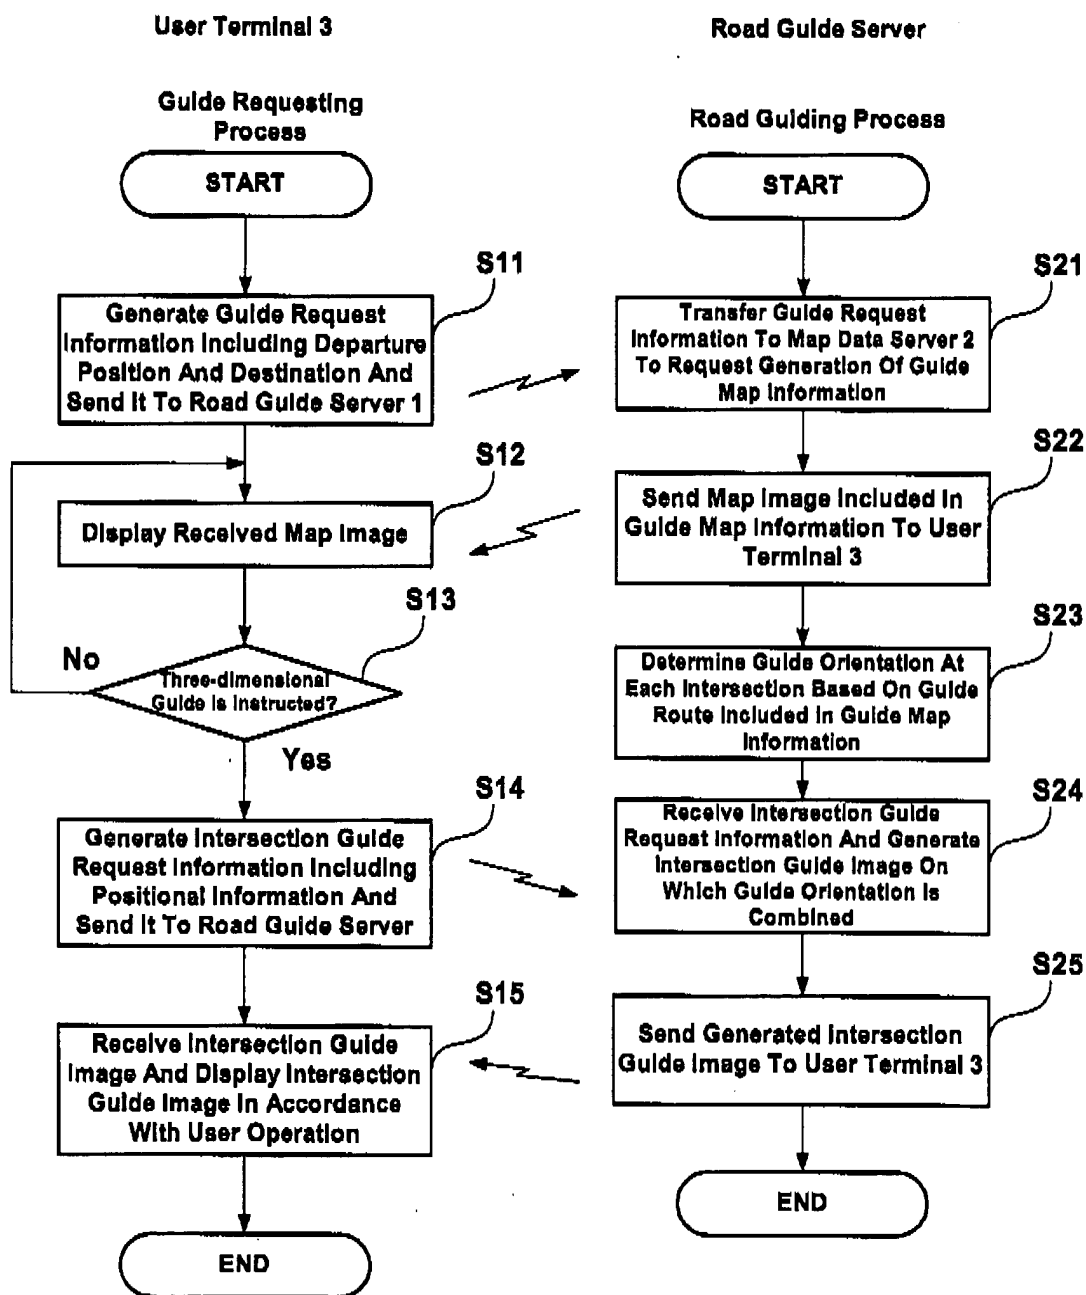 User Terminal 3
Guide Requesting
Process
START
S11
Generate Guide Request
Information Including Departure
Position And Destination And
Send It To Road Guide Server 1
S12
Display Received Map Image
S13
No
Three-dimensional
Guide is Instructed?
Yes
S14
Generate Intersection Guide
Request Information Including
Positional Information And
Send It To Road Guide Server
S15
Receive Intersection Guide
Image And Display Intersection
Guide Image In Accordance
With User Operation
END
Road Guide Server
Road Guiding Process
START
S21
Transfer Guide Request
Information To Map Data Server 2
To Request Generation Of Guide
Map Information
S22
Send Map Image Included In
Guide Map Information To User
Terminal 3
S23
Determine Guide Orientation At
Each Intersection Based On Guide
Route Included In Guide Map
Information
S24
Receive Intersection Guide
Request Information And Generate
Intersection Guide Image On
Which Guide Orientation Is
Combined
S25
Send Generated Intersection
Guide Image To User Terminal 3
END